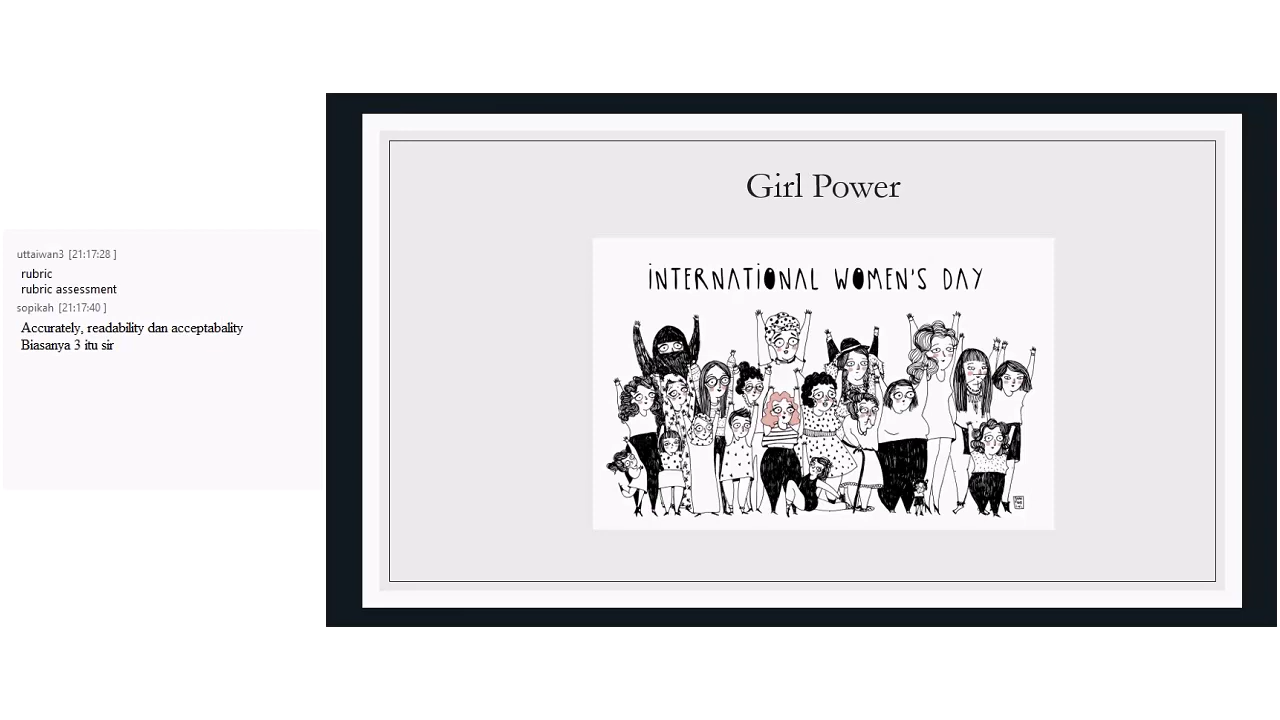 uttaiwan3 [21:17:28 ]
rubric
rubric assessment
sopikah [21:17:40 ]
Accurately, readability dan acceptabality
Biasanya 3 itu sir
Girl Power
INTERNATIONAL WOMEN'S DAY